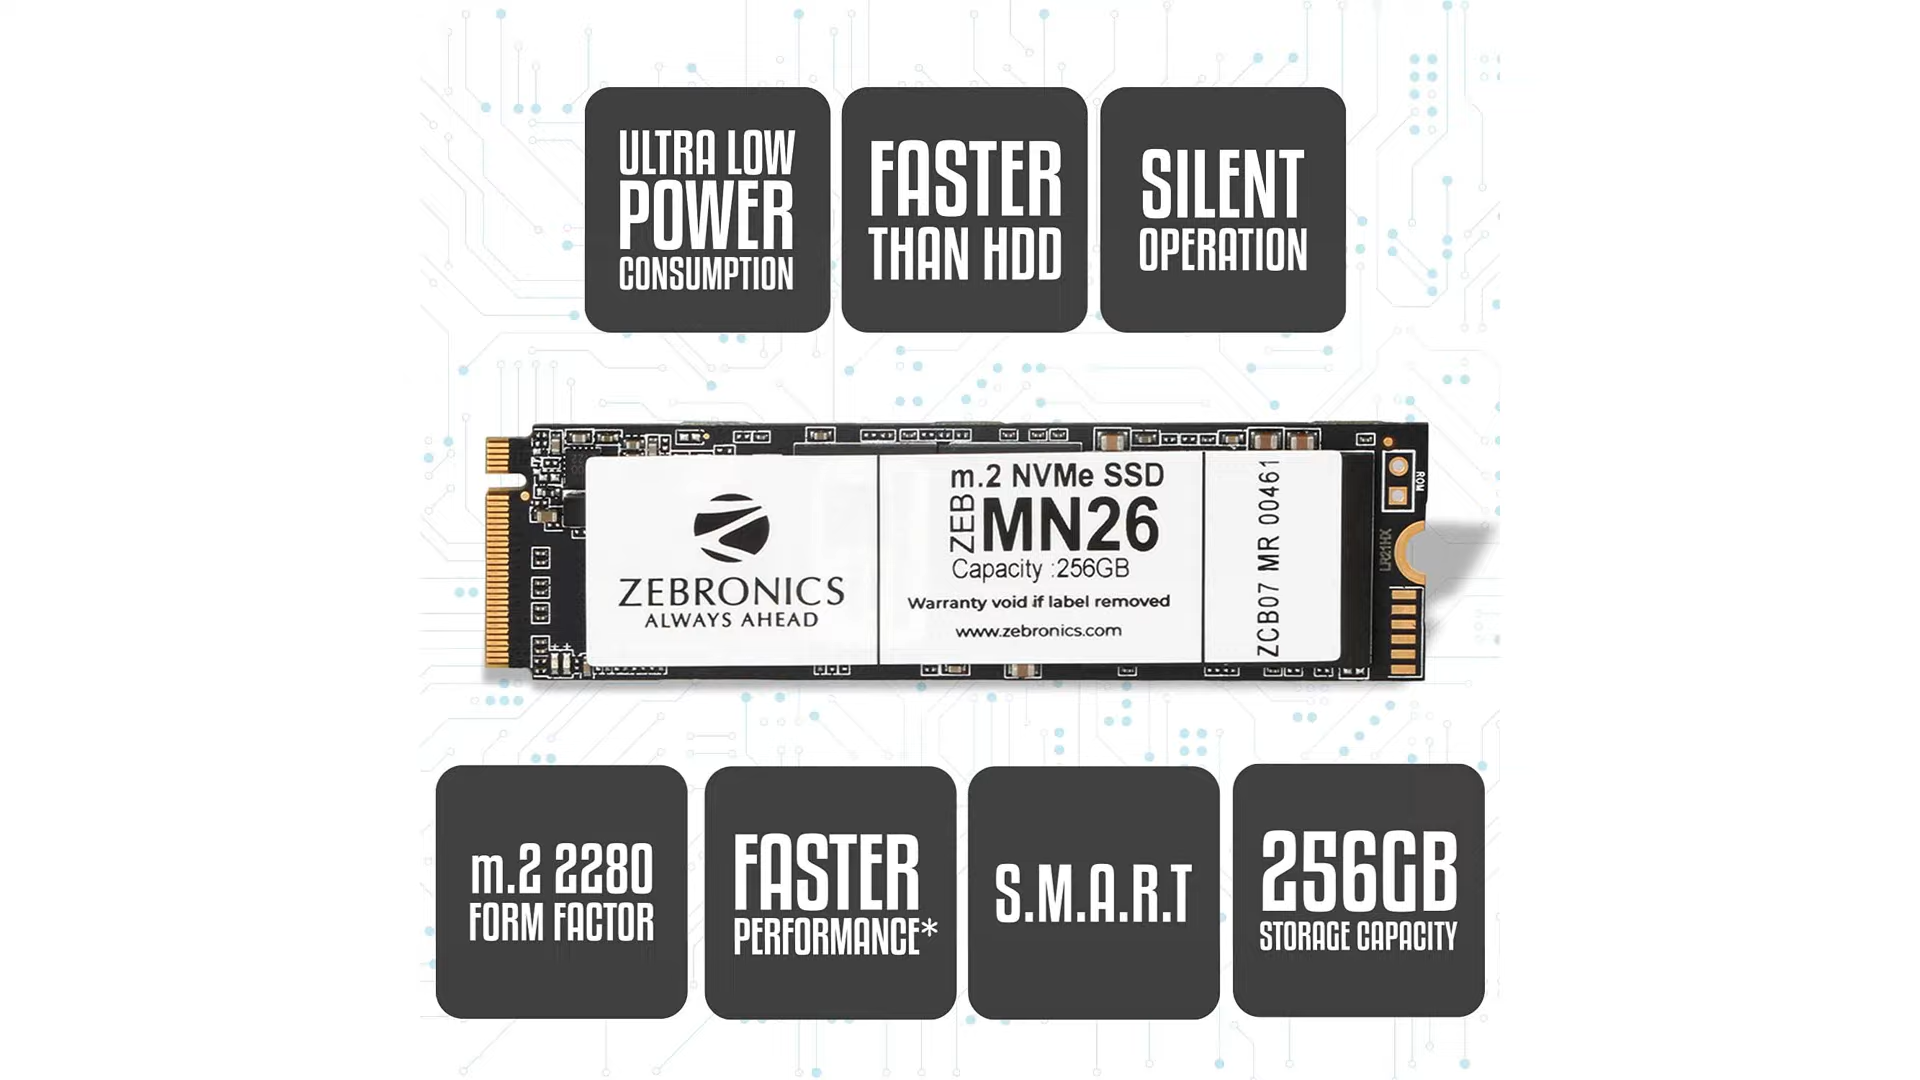 ULTRA LOW
POWER
CONSUMPTION
FASTER
THAN HDD
SILENT
OPERATION
ZEBRONICS
ALWAYS AHEAD
m.2 NVMe SSD
ZEB
MN26
Capacity :256GB
Warranty void if label removed
www.zebronics.com
ZCB07 MR 00461
ROM
LR21HX
m.2 2280
FORM FACTOR
FASTER
PERFORMANCE*
S.M.A.R.T
256GB
STORAGE CAPACITY